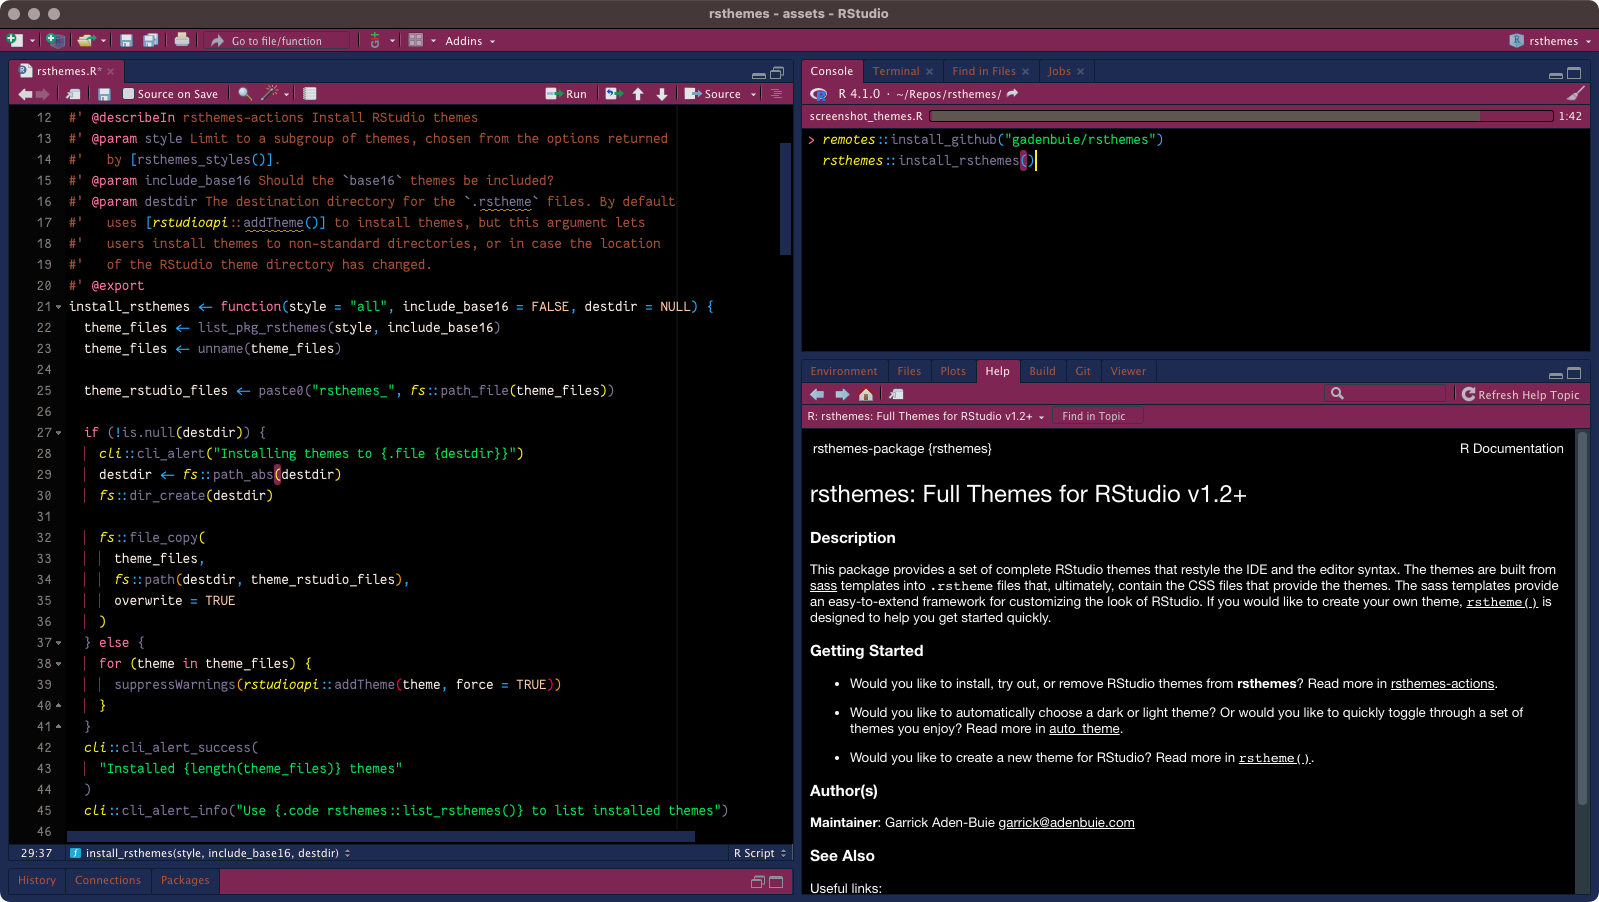 rsthemes - assets - RStudio
Go to file/function
Addins
rsthemes
rsthemes.R*
Source on Save
Run
Source
12 #' @describeIn rsthemes-actions Install RStudio themes
13 #' @param style Limit to a subgroup of themes, chosen from the options returned
14 #'   by [rsthemes_styles()].
15 #' @param include_base16 Should the `base16` themes be included?
16 #' @param destdir The destination directory for the `.rstheme` files. By default
17 #'   uses [rstudioapi::addTheme()] to install themes, but this argument lets
18 #'   users install themes to non-standard directories, or in case the location
19 #'   of the RStudio theme directory has changed.
20 #' @export
21 install_rsthemes <- function(style = "all", include_base16 = FALSE, destdir = NULL) {
22   theme_files <- list_pkg_rsthemes(style, include_base16)
23   theme_files <- unname(theme_files)
24
25   theme_rstudio_files <- paste0("rsthemes_", fs::path_file(theme_files))
26
27   if (!is.null(destdir)) {
28     cli::cli_alert("Installing themes to {.file {destdir}}")
29     destdir <- fs::path_abs(destdir)
30     fs::dir_create(destdir)
31
32     fs::file_copy(
33       theme_files,
34       fs::path(destdir, theme_rstudio_files),
35       overwrite = TRUE
36     )
37   } else {
38     for (theme in theme_files) {
39       suppressWarnings(rstudioapi::addTheme(theme, force = TRUE))
40     }
41   }
42   cli::cli_alert_success(
43     "Installed {length(theme_files)} themes"
44   )
45   cli::cli_alert_info("Use {.code rsthemes::list_rsthemes()} to list installed themes")
46
29:37 install_rsthemes(style, include_base16, destdir) R Script
History Connections Packages
Console Terminal Find in Files Jobs
R 4.1.0 · ~/Repos/rsthemes/
screenshot_themes.R 1:42
> remotes::install_github("gadenbuie/rsthemes")
rsthemes::install_rsthemes()
Environment Files Plots Help Build Git Viewer
Refresh Help Topic
R: rsthemes: Full Themes for RStudio v1.2+ Find in Topic
rsthemes-package {rsthemes} R Documentation
rsthemes: Full Themes for RStudio v1.2+
Description
This package provides a set of complete RStudio themes that restyle the IDE and the editor syntax. The themes are built from
sass templates into .rstheme files that, ultimately, contain the CSS files that provide the themes. The sass templates provide
an easy-to-extend framework for customizing the look of RStudio. If you would like to create your own theme, rstheme() is
designed to help you get started quickly.
Getting Started
• Would you like to install, try out, or remove RStudio themes from rsthemes? Read more in rsthemes-actions.
• Would you like to automatically choose a dark or light theme? Or would you like to quickly toggle through a set of
themes you enjoy? Read more in auto_theme.
• Would you like to create a new theme for RStudio? Read more in rstheme().
Author(s)
Maintainer: Garrick Aden-Buie garrick@adenbuie.com
See Also
Useful links: